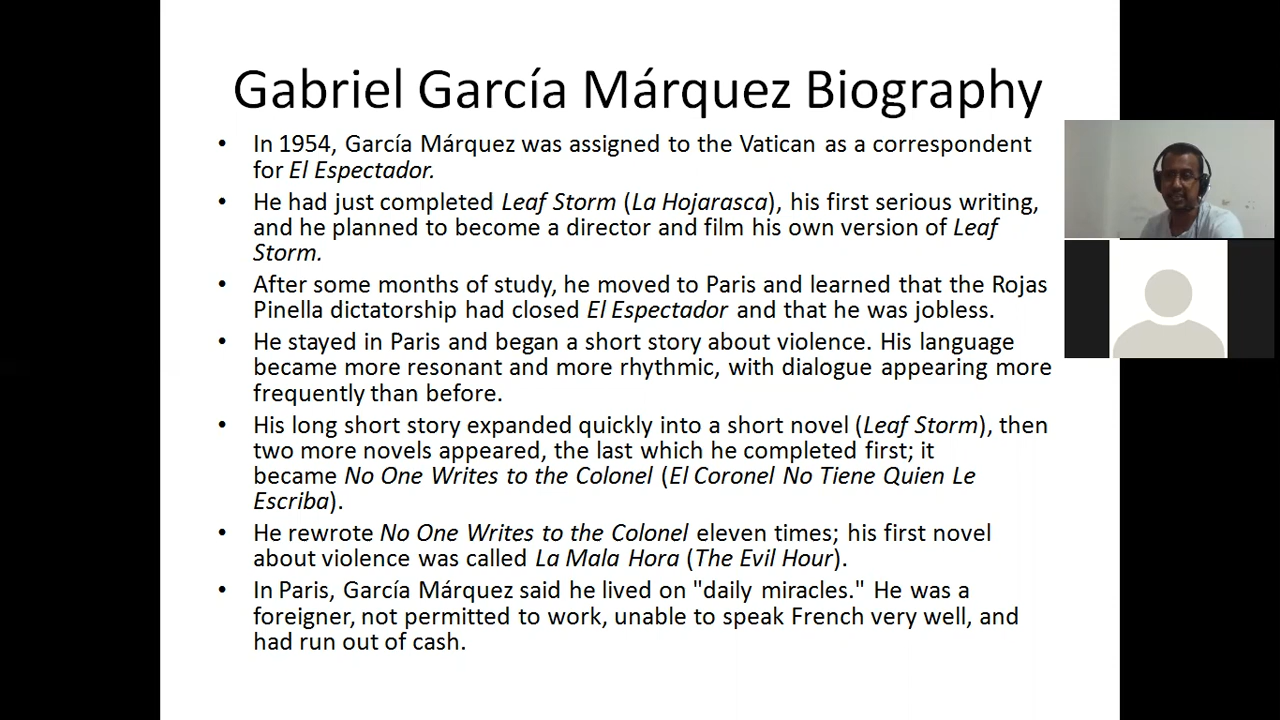 Gabriel García Márquez Biography
• In 1954, García Márquez was assigned to the Vatican as a correspondent
for El Espectador.
• He had just completed Leaf Storm (La Hojarasca), his first serious writing,
and he planned to become a director and film his own version of Leaf
Storm.
• After some months of study, he moved to Paris and learned that the Rojas
Pinella dictatorship had closed El Espectador and that he was jobless.
• He stayed in Paris and began a short story about violence. His language
became more resonant and more rhythmic, with dialogue appearing more
frequently than before.
• His long short story expanded quickly into a short novel (Leaf Storm), then
two more novels appeared, the last which he completed first; it
became No One Writes to the Colonel (El Coronel No Tiene Quien Le
Escriba).
• He rewrote No One Writes to the Colonel eleven times; his first novel
about violence was called La Mala Hora (The Evil Hour).
• In Paris, García Márquez said he lived on "daily miracles." He was a
foreigner, not permitted to work, unable to speak French very well, and
had run out of cash.